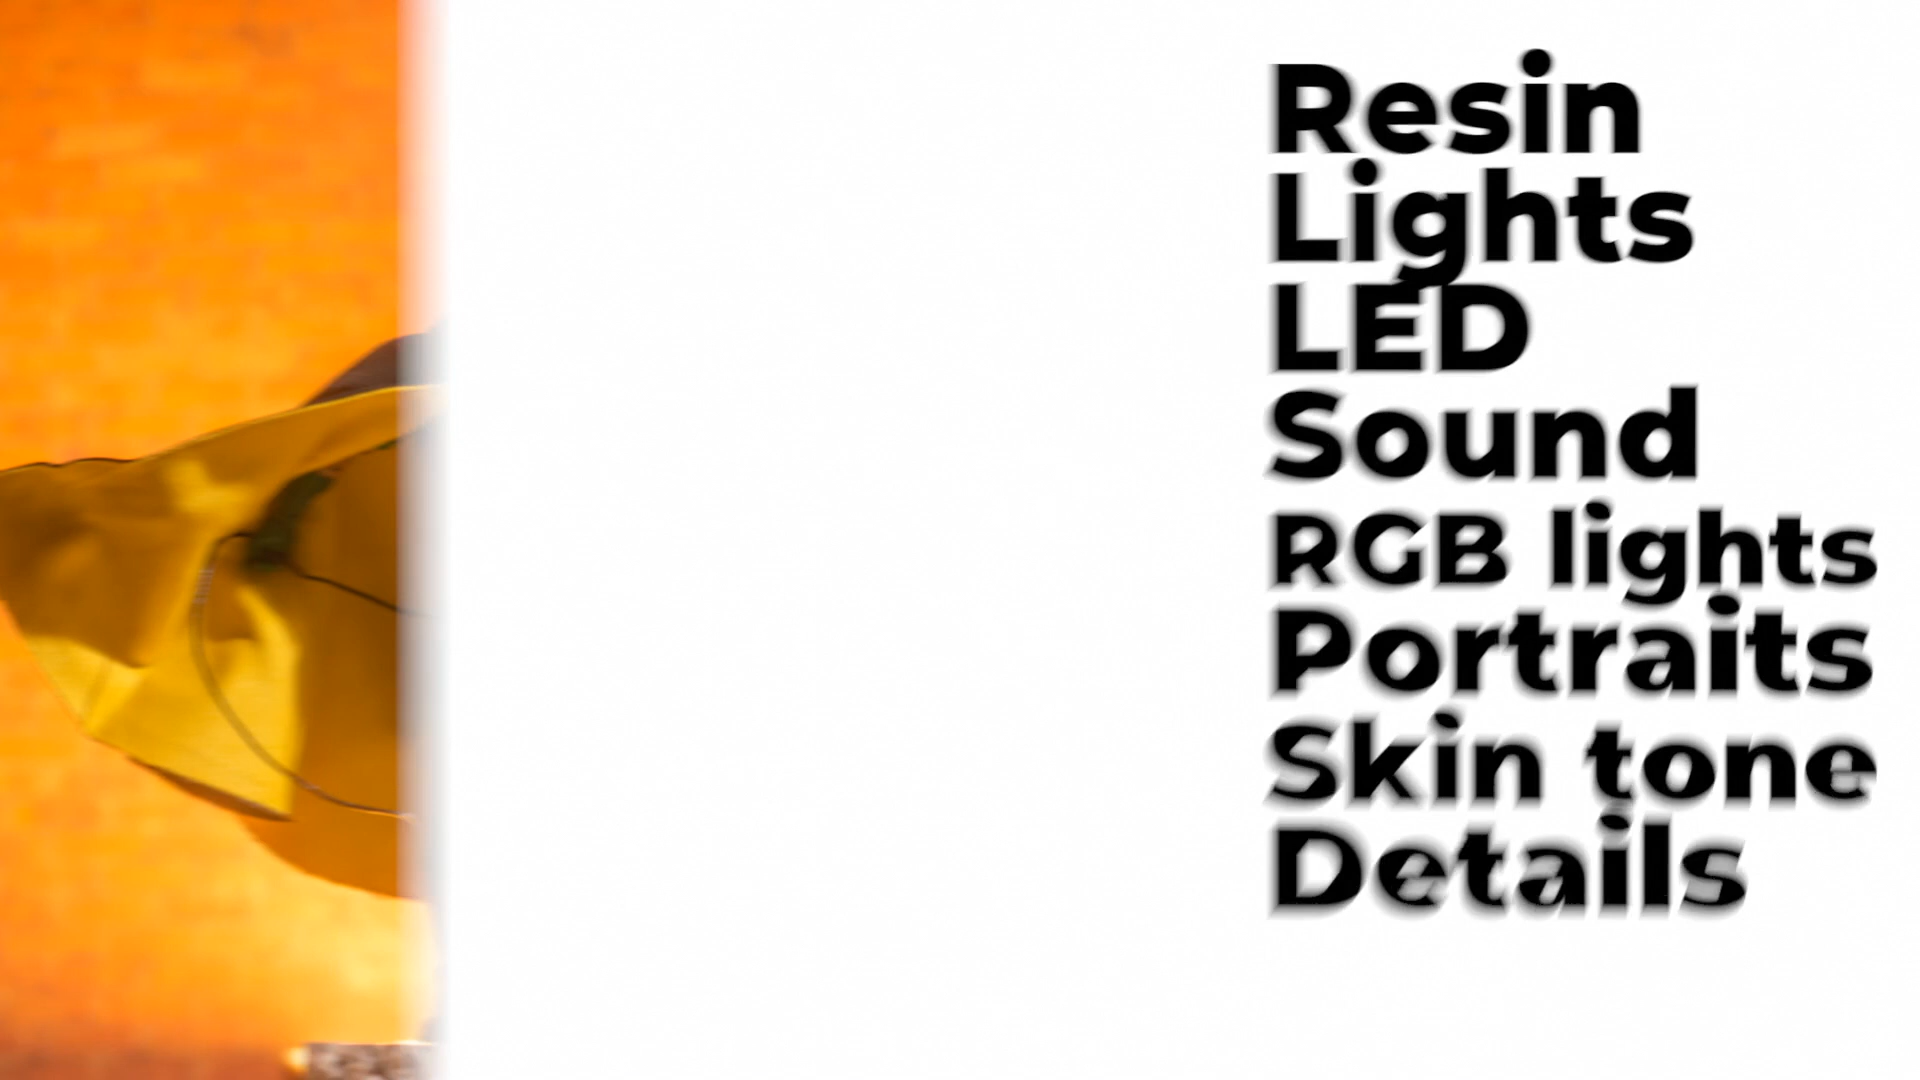 Resin
Lights
LED
Sound
RGB lights
Portraits
Skin tone
Details